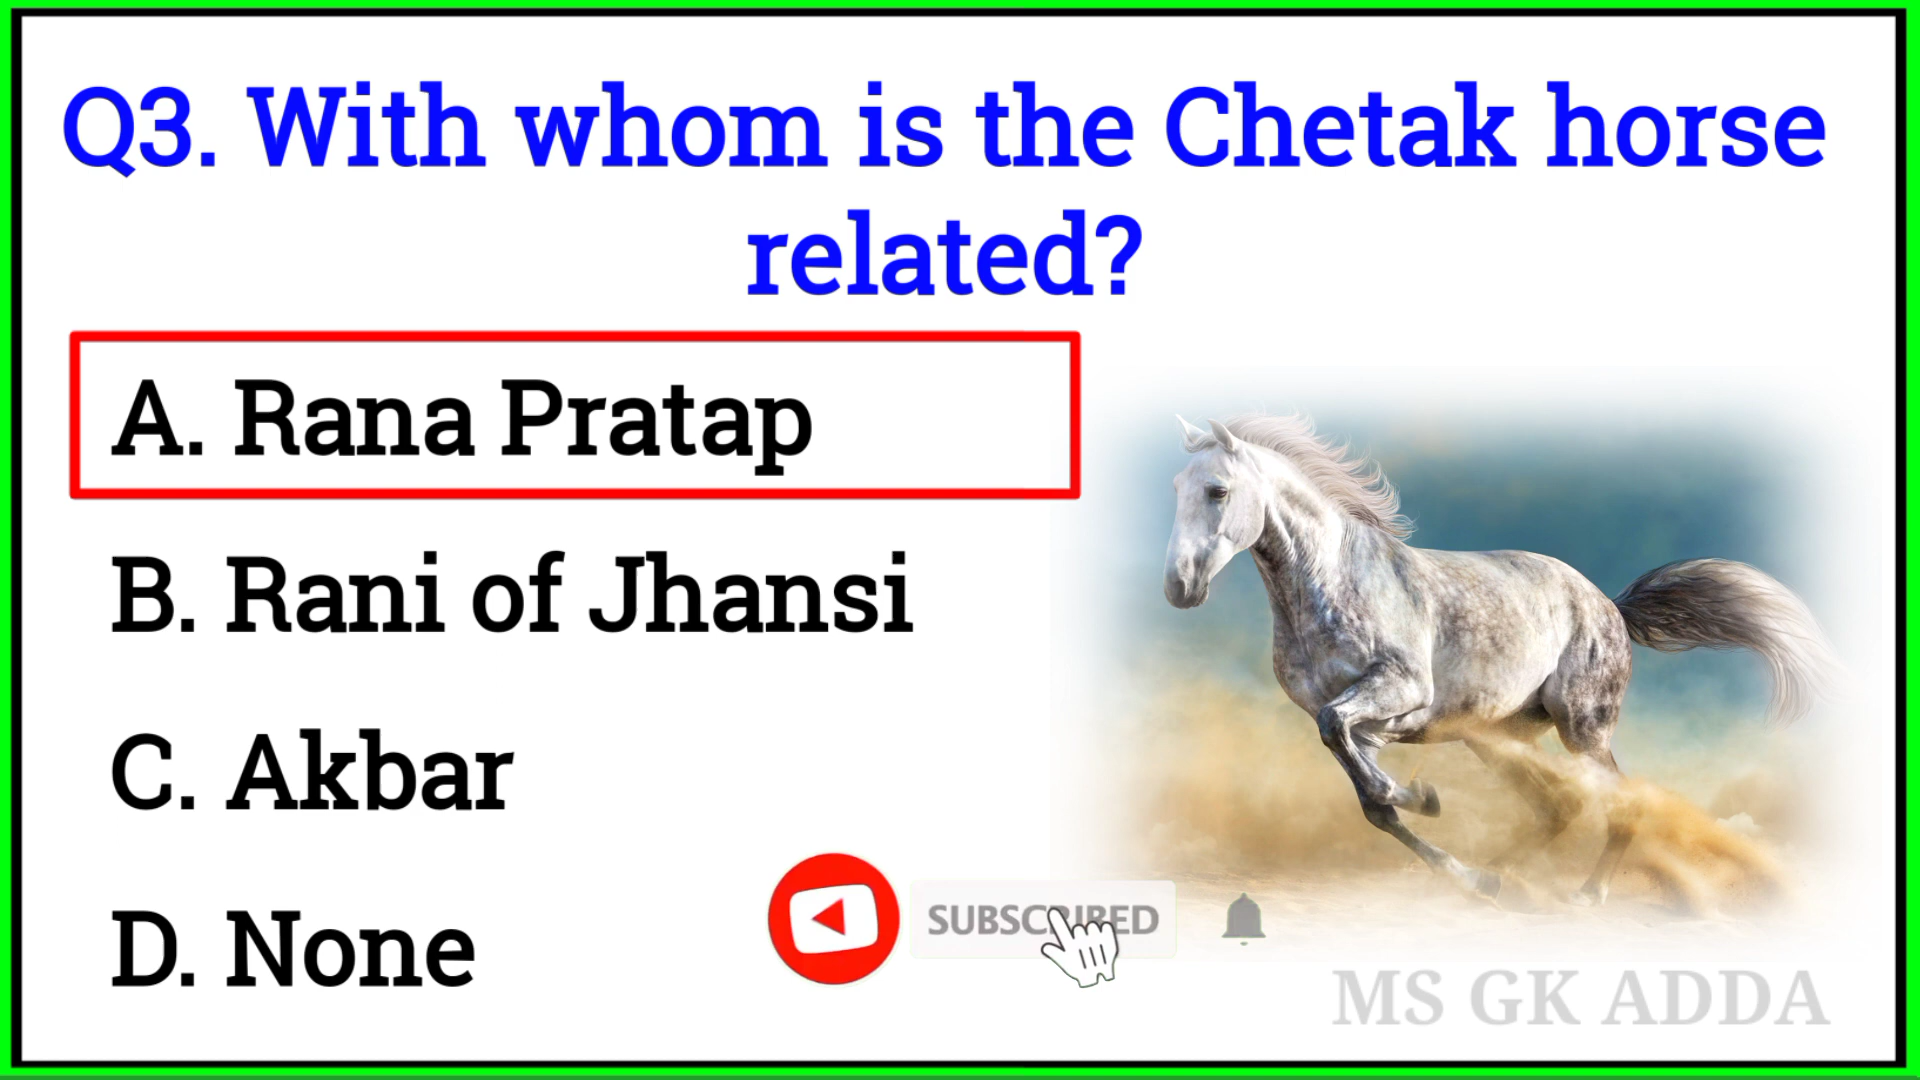 Q3. With whom is the Chetak horse
related?
A. Rana Pratap
B. Rani of Jhansi
C. Akbar
D. None
SUBSCRIBED
MS GK ADDA